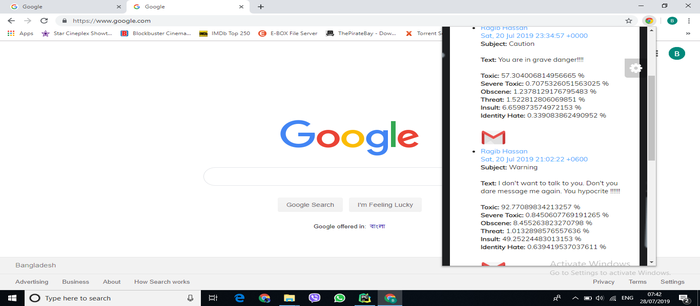 Google
Google
https://www.google.com
Apps
Star Cineplex Showt...
Blockbuster Cinema...
IMDb Top 250
E-BOX File Server
ThePirateBay - Dow...
Torrent S
B
Google
Google Search
I'm Feeling Lucky
Google offered in: বাংলা
Ragib Hassan
Sat, 20 Jul 2019 23:34:57 +0000
Subject: Caution
Text: You are in grave danger!!!!
Toxic: 57.304006814956665 %
Severe Toxic: 0.7075326051563025 %
Obscene: 1.2378129176795483 %
Threat: 1.522812806069851 %
Insult: 6.659873574972153 %
Identity Hate: 0.339083862490952 %
Ragib Hassan
Sat, 20 Jul 2019 21:02:22 +0600
Subject: Warning
Text: I don't want to talk to you. Don't you
dare message me again. You hypocrite !!!!!!
Toxic: 92.77089834213257 %
Severe Toxic: 0.8450607769191265 %
Obscene: 8.455263823270798 %
Threat: 1.0132898576557636 %
Insult: 49.25224483013153 %
Identity Hate: 0.639419537037611 %
Activate Windows
Go to Settings to activate Windows.
Bangladesh
Advertising
Business
About
How Search works
Privacy
Terms
Settings
Type here to search
ENG
07:42
28/07/2019